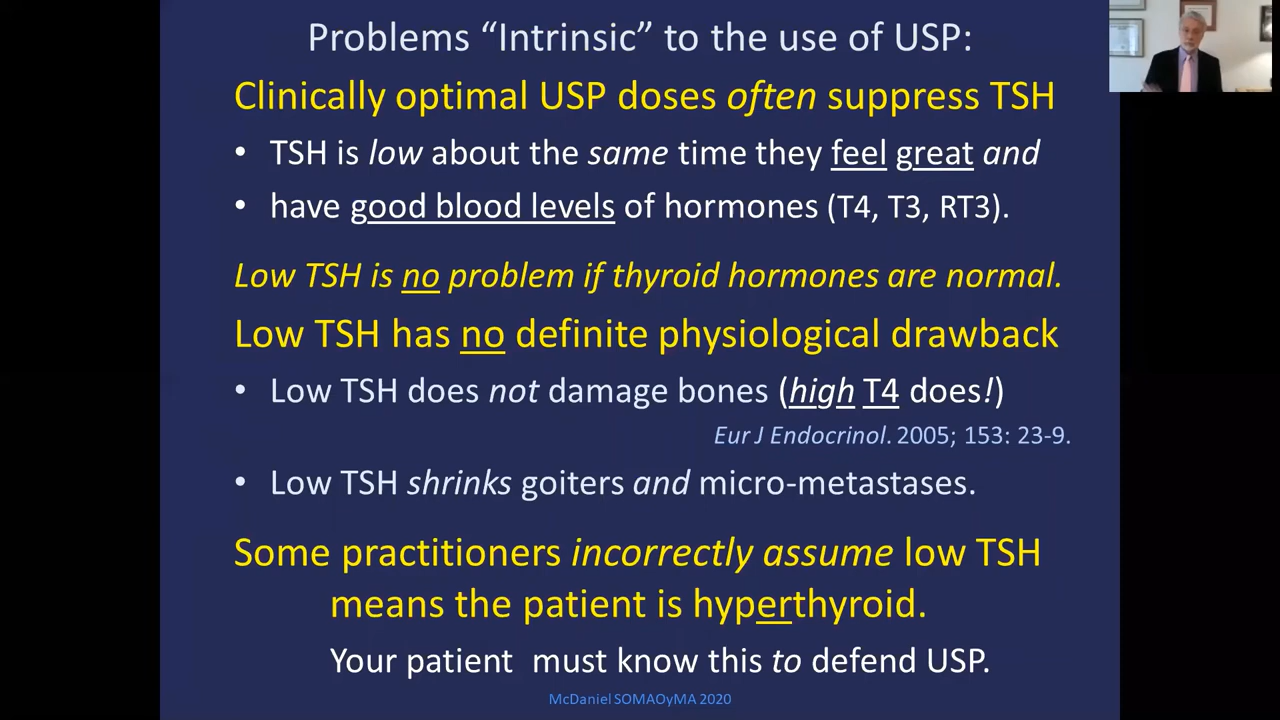 Problems “Intrinsic” to the use of USP:
Clinically optimal USP doses often suppress TSH
• TSH is low about the same time they feel great and
• have good blood levels of hormones (T4, T3, RT3).
Low TSH is no problem if thyroid hormones are normal.
Low TSH has no definite physiological drawback
• Low TSH does not damage bones (high T4 does!)
Eur J Endocrinol. 2005; 153: 23-9.
• Low TSH shrinks goiters and micro-metastases.
Some practitioners incorrectly assume low TSH
means the patient is hyperthyroid.
Your patient must know this to defend USP.
McDaniel SOMAOyMA 2020